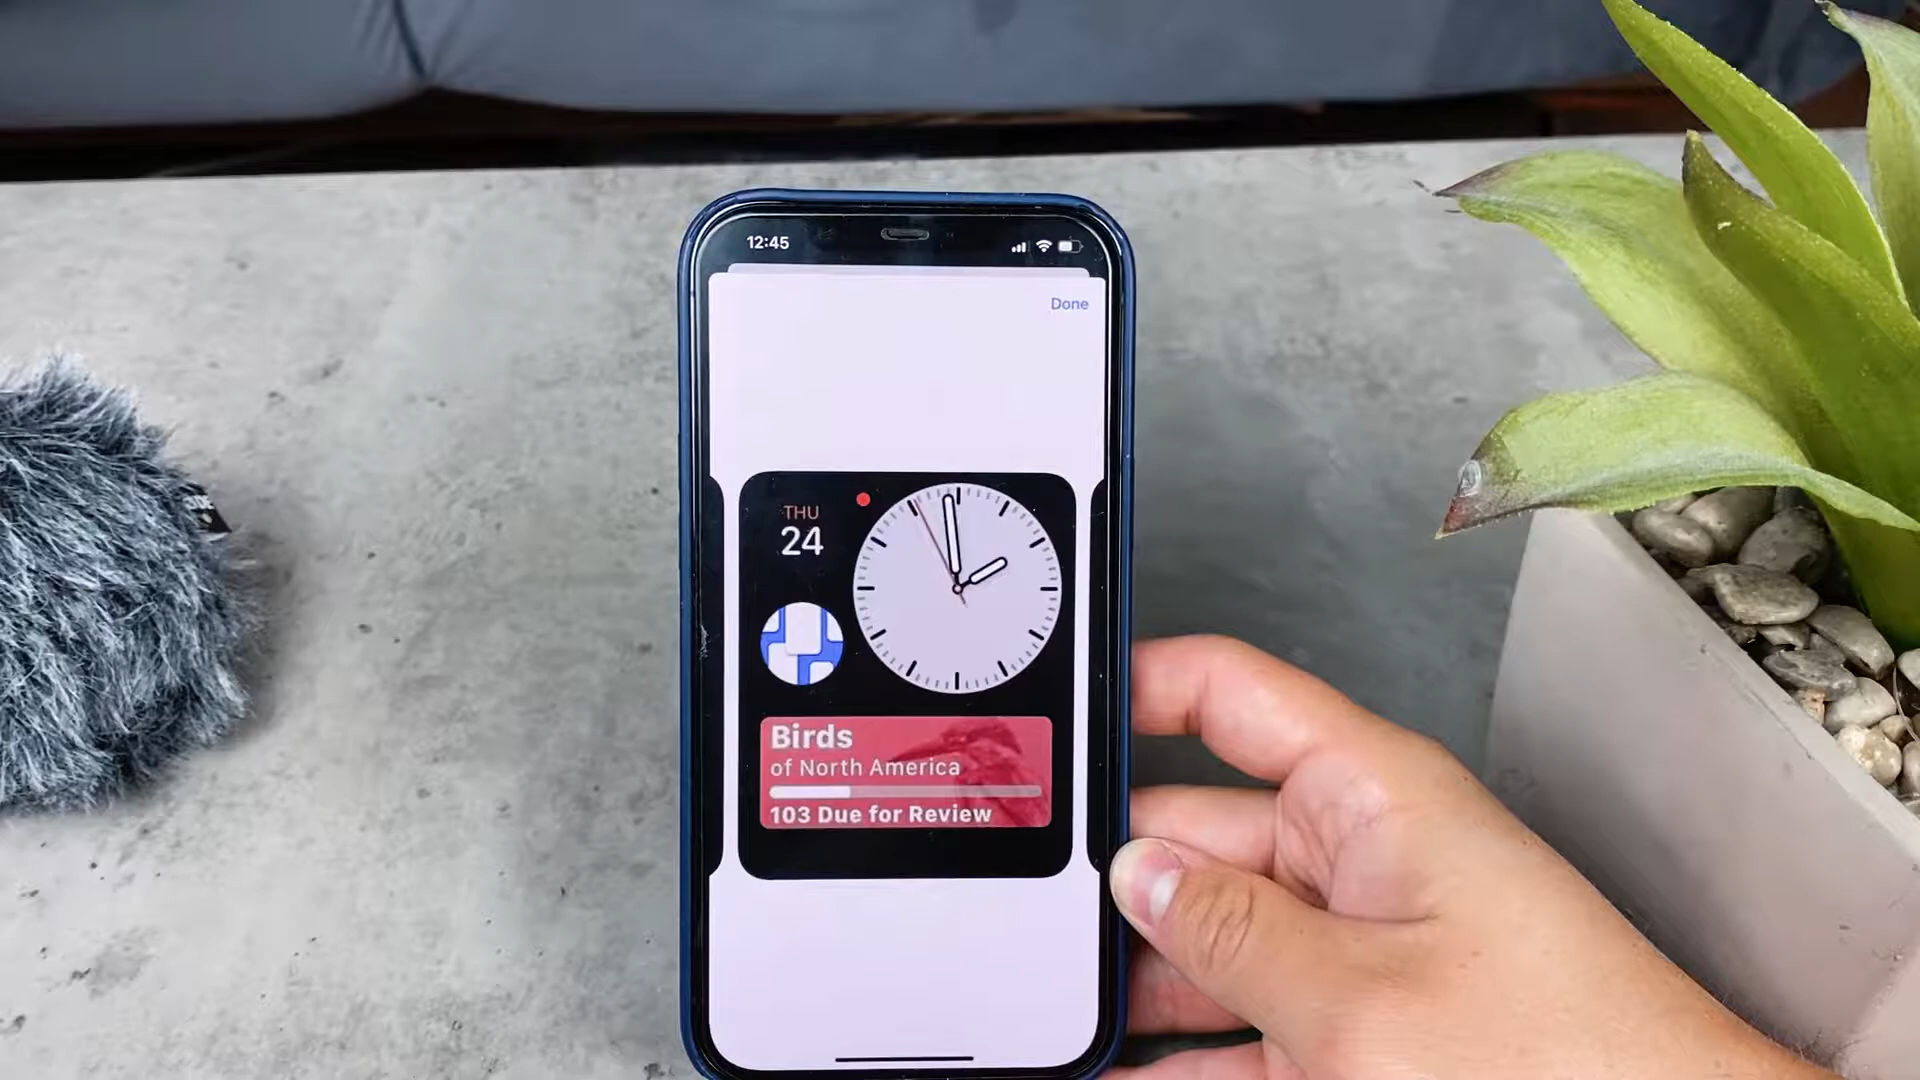 12:45
Done
THU
24
Birds
of North America
103 Due for Review